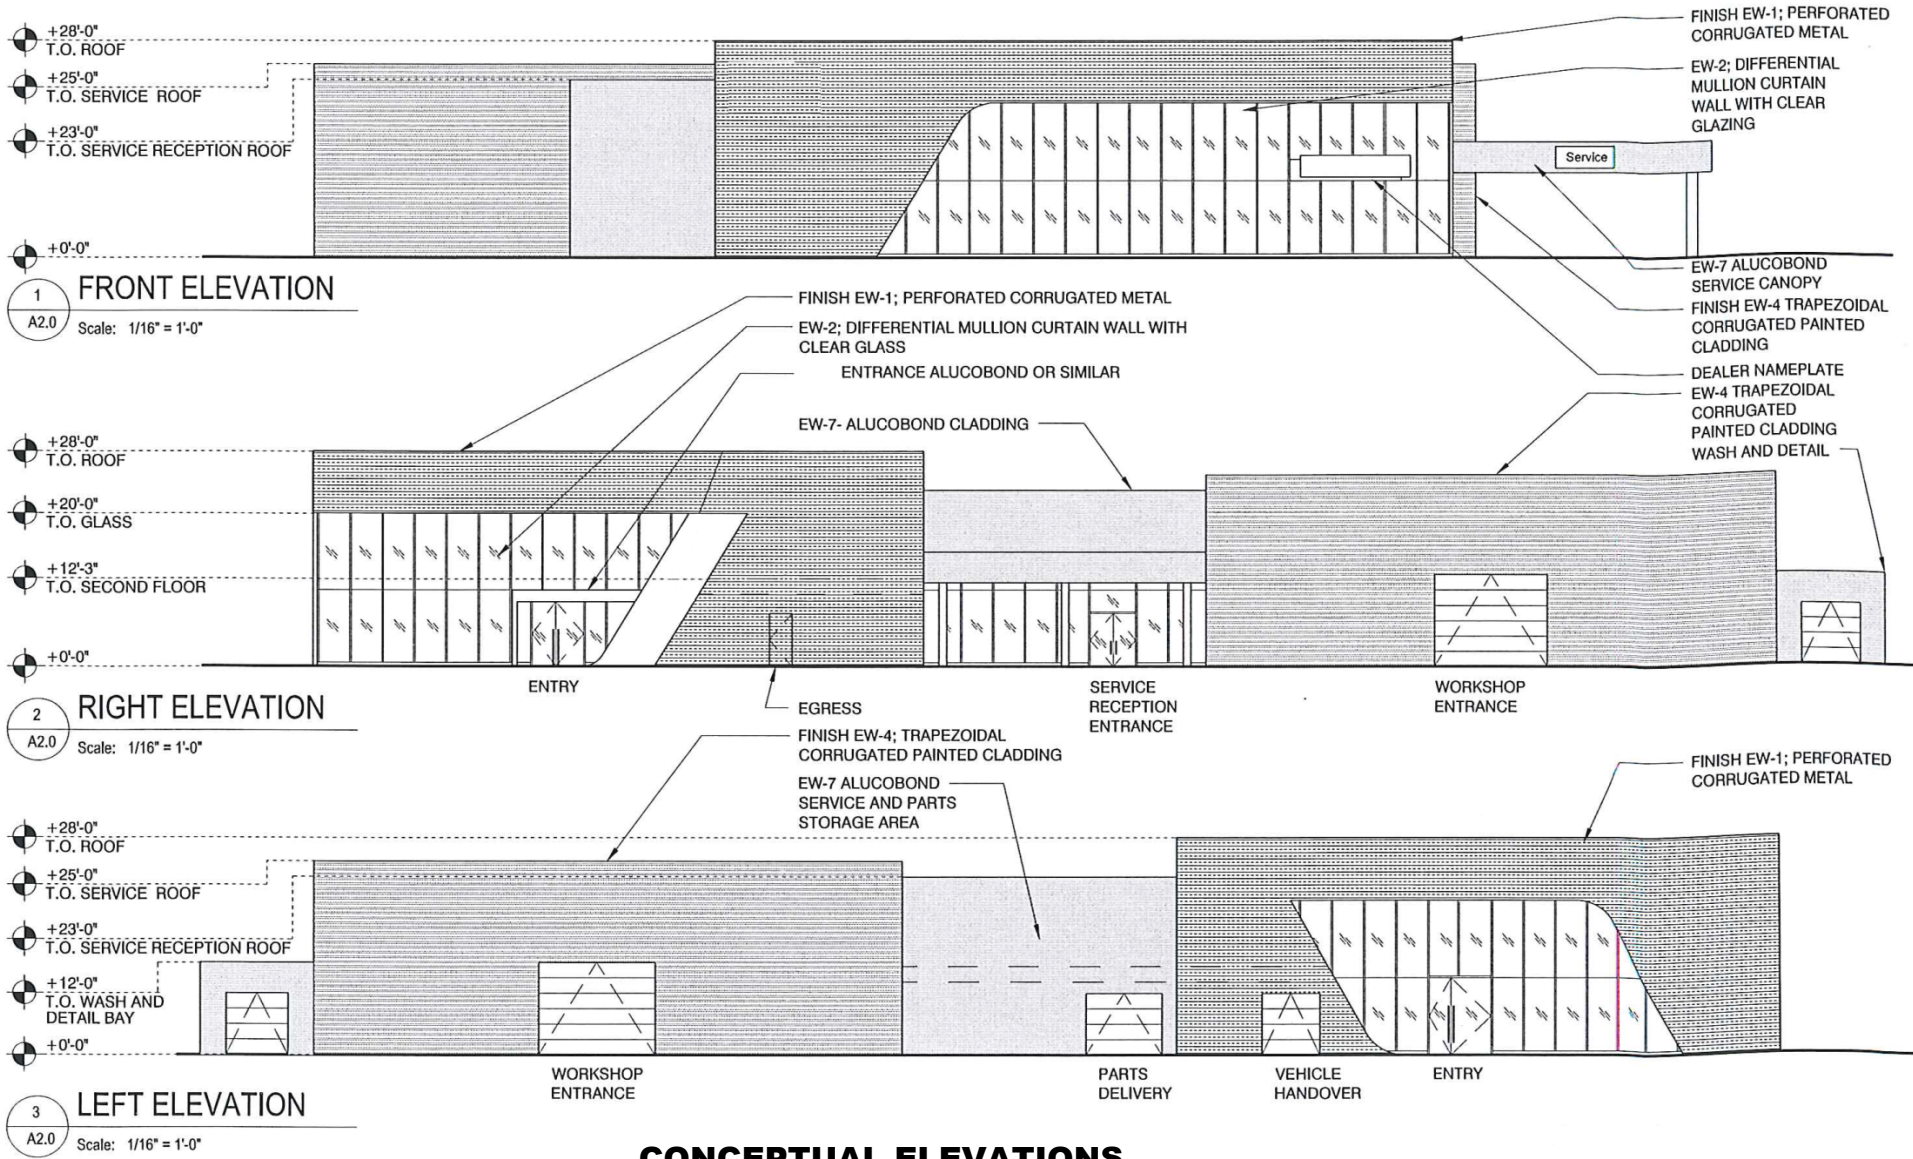 +28'-0"
T.O. ROOF
+25'-0"
T.O. SERVICE ROOF
+23'-0"
T.O. SERVICE RECEPTION ROOF
+0'-0"
FINISH EW-1; PERFORATED
CORRUGATED METAL
EW-2; DIFFERENTIAL
MULLION CURTAIN
WALL WITH CLEAR
GLAZING
Service
EW-7 ALUCOBOND
SERVICE CANOPY
FINISH EW-4 TRAPEZOIDAL
CORRUGATED PAINTED
CLADDING
DEALER NAMEPLATE
1
A2.0
FRONT ELEVATION
Scale: 1/16" = 1'-0"
FINISH EW-1; PERFORATED CORRUGATED METAL
EW-2; DIFFERENTIAL MULLION CURTAIN WALL WITH
CLEAR GLASS
ENTRANCE ALUCOBOND OR SIMILAR
EW-7- ALUCOBOND CLADDING
EW-4 TRAPEZOIDAL
CORRUGATED
PAINTED CLADDING
WASH AND DETAIL
+28'-0"
T.O. ROOF
+20'-0"
T.O. GLASS
+12'-3"
T.O. SECOND FLOOR
+0'-0"
ENTRY
EGRESS
SERVICE
RECEPTION
ENTRANCE
WORKSHOP
ENTRANCE
2
A2.0
RIGHT ELEVATION
Scale: 1/16" = 1'-0"
FINISH EW-4; TRAPEZOIDAL
CORRUGATED PAINTED CLADDING
EW-7 ALUCOBOND
SERVICE AND PARTS
STORAGE AREA
FINISH EW-1; PERFORATED
CORRUGATED METAL
+28'-0"
T.O. ROOF
+25'-0"
T.O. SERVICE ROOF
+23'-0"
T.O. SERVICE RECEPTION ROOF
+12'-0"
T.O. WASH AND
DETAIL BAY
+0'-0"
WORKSHOP
ENTRANCE
PARTS
DELIVERY
VEHICLE
HANDOVER
ENTRY
3
A2.0
LEFT ELEVATION
Scale: 1/16" = 1'-0"
CONCEPTUAL ELEVATIONS